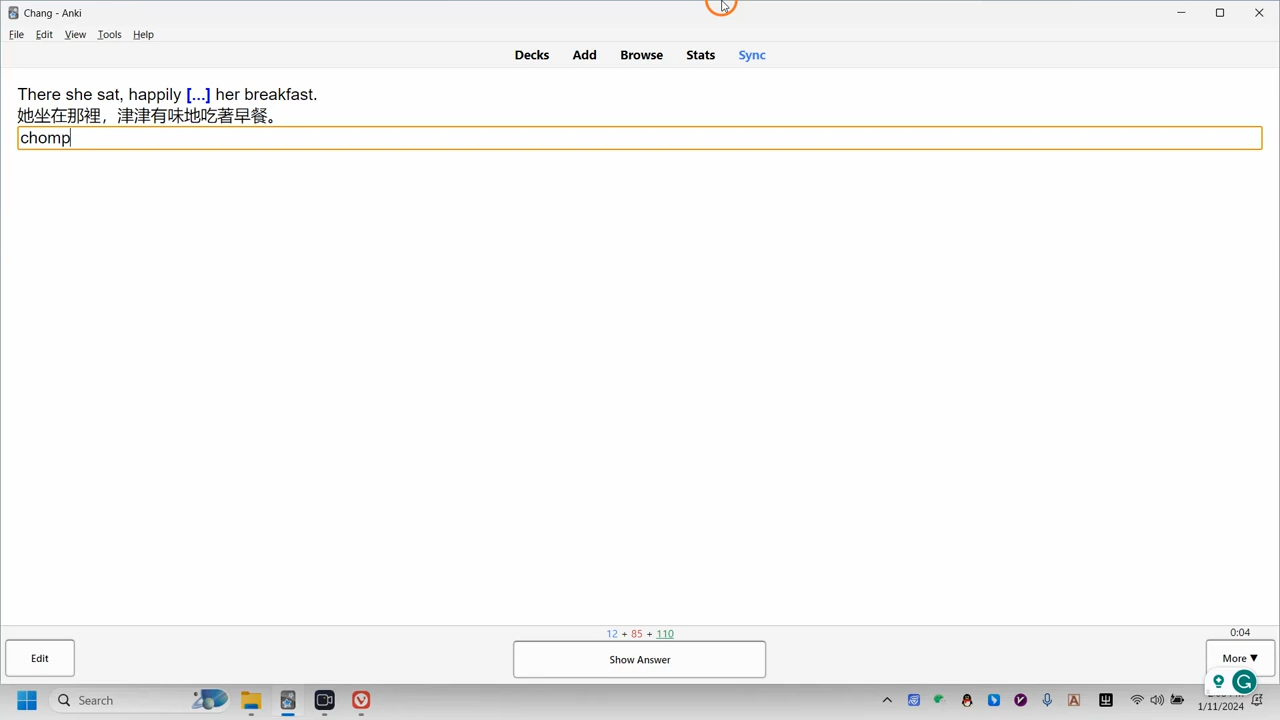 Chang - Anki
File Edit View Tools Help
Decks Add Browse Stats Sync
There she sat, happily [...] her breakfast.
她坐在那裡，津津有味地吃著早餐。
chomp
12 + 85 + 110
0:04
Edit
Show Answer
More ▼
Search
1/11/2024